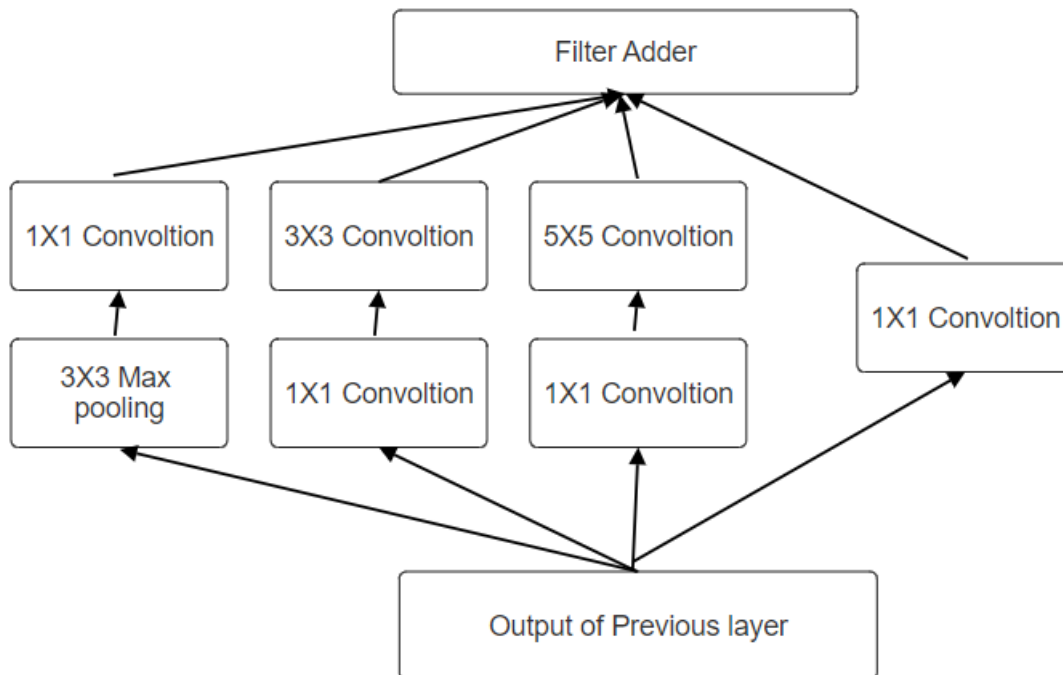 Filter Adder
1X1 Convoltion
3X3 Convoltion
5X5 Convoltion
1X1 Convoltion
3X3 Max
pooling
1X1 Convoltion
1X1 Convoltion
Output of Previous layer